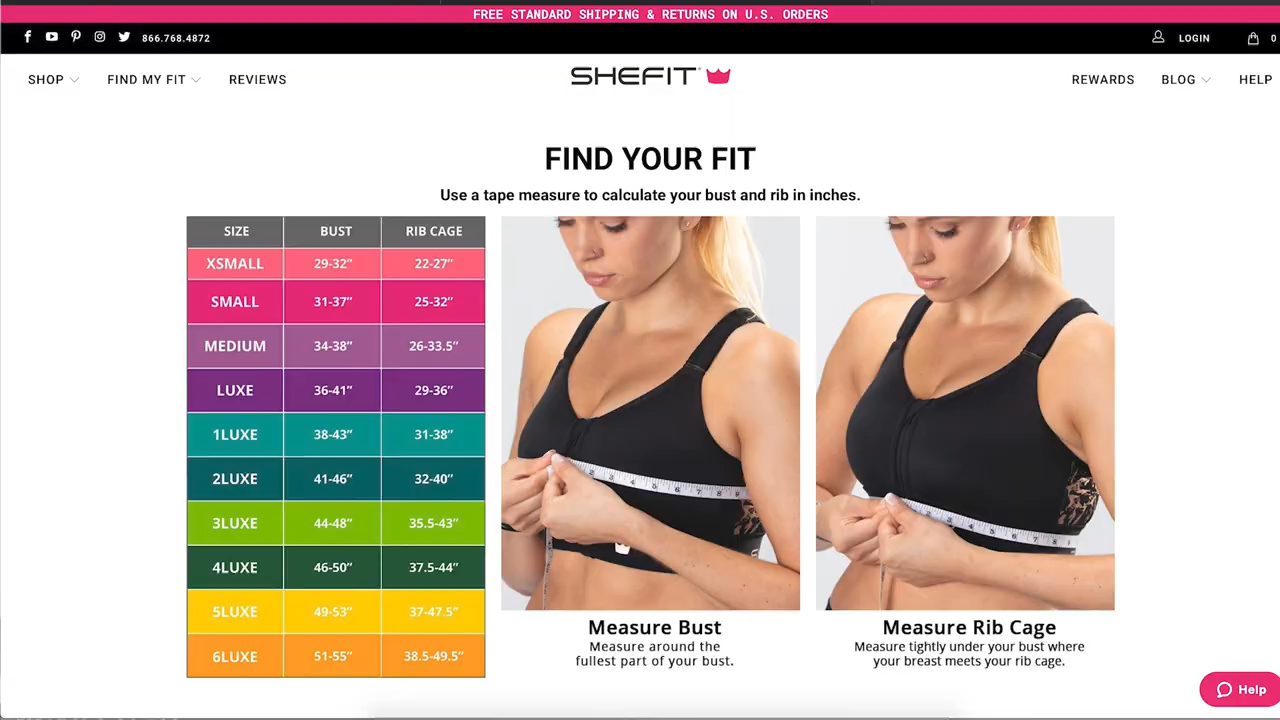 FREE STANDARD SHIPPING & RETURNS ON U.S. ORDERS
866.768.4872
LOGIN
0
SHOP
FIND MY FIT
REVIEWS
SHEFIT
REWARDS
BLOG
HELP
FIND YOUR FIT
Use a tape measure to calculate your bust and rib in inches.
SIZE BUST RIB CAGE
XSMALL 29-32” 22-27”
SMALL 31-37” 25-32”
MEDIUM 34-38” 26-33.5”
LUXE 36-41” 29-36”
1LUXE 38-43” 31-38”
2LUXE 41-46” 32-40”
3LUXE 44-48” 35.5-43”
4LUXE 46-50” 37.5-44”
5LUXE 49-53” 37-47.5”
6LUXE 51-55” 38.5-49.5”
Measure Bust
Measure around the
fullest part of your bust.
Measure Rib Cage
Measure tightly under your bust where
your breast meets your rib cage.
Help